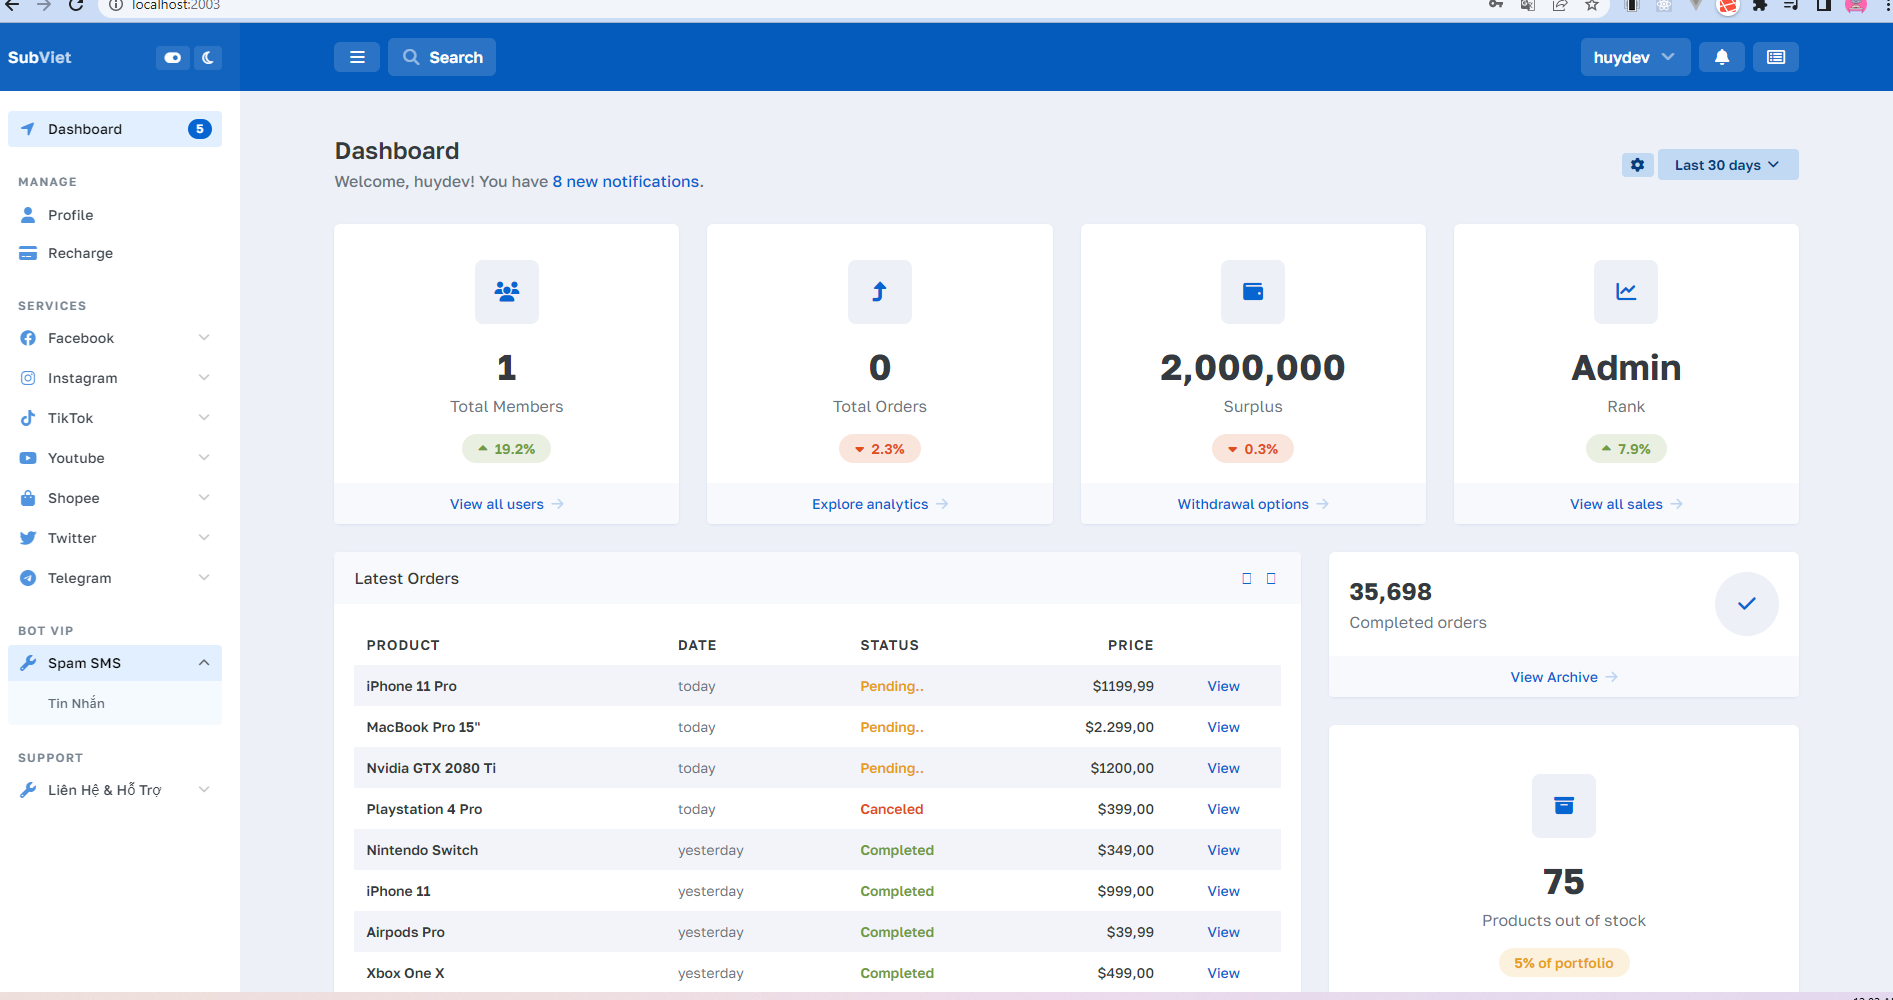 localhost:2003
SubViet
Search
huydev
Dashboard 5
MANAGE
Profile
Recharge
SERVICES
Facebook
Instagram
TikTok
Youtube
Shopee
Twitter
Telegram
BOT VIP
Spam SMS
Tin Nhắn
SUPPORT
Liên Hệ & Hỗ Trợ
Dashboard
Welcome, huydev! You have 8 new notifications.
Last 30 days
1
Total Members
19.2%
View all users
0
Total Orders
2.3%
Explore analytics
2,000,000
Surplus
0.3%
Withdrawal options
Admin
Rank
7.9%
View all sales
Latest Orders
PRODUCT DATE STATUS PRICE
iPhone 11 Pro today Pending.. $1199,99 View
MacBook Pro 15" today Pending.. $2.299,00 View
Nvidia GTX 2080 Ti today Pending.. $1200,00 View
Playstation 4 Pro today Canceled $399,00 View
Nintendo Switch yesterday Completed $349,00 View
iPhone 11 yesterday Completed $999,00 View
Airpods Pro yesterday Completed $39,99 View
Xbox One X yesterday Completed $499,00 View
35,698
Completed orders
View Archive
75
Products out of stock
5% of portfolio